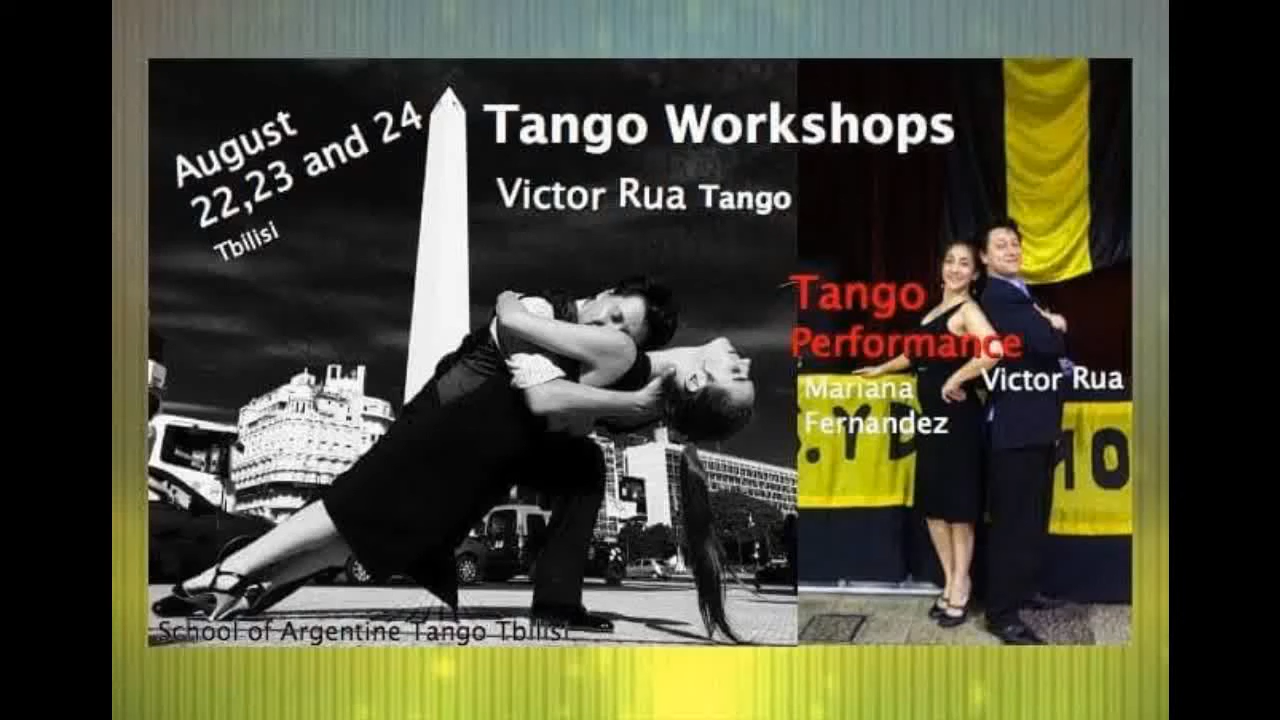 August
22,23 and 24
Tbilisi
Tango Workshops
Victor Rua Tango
Tango
Performance
Mariana
Fernandez
Victor Rua
School of Argentine Tango Tbilisi